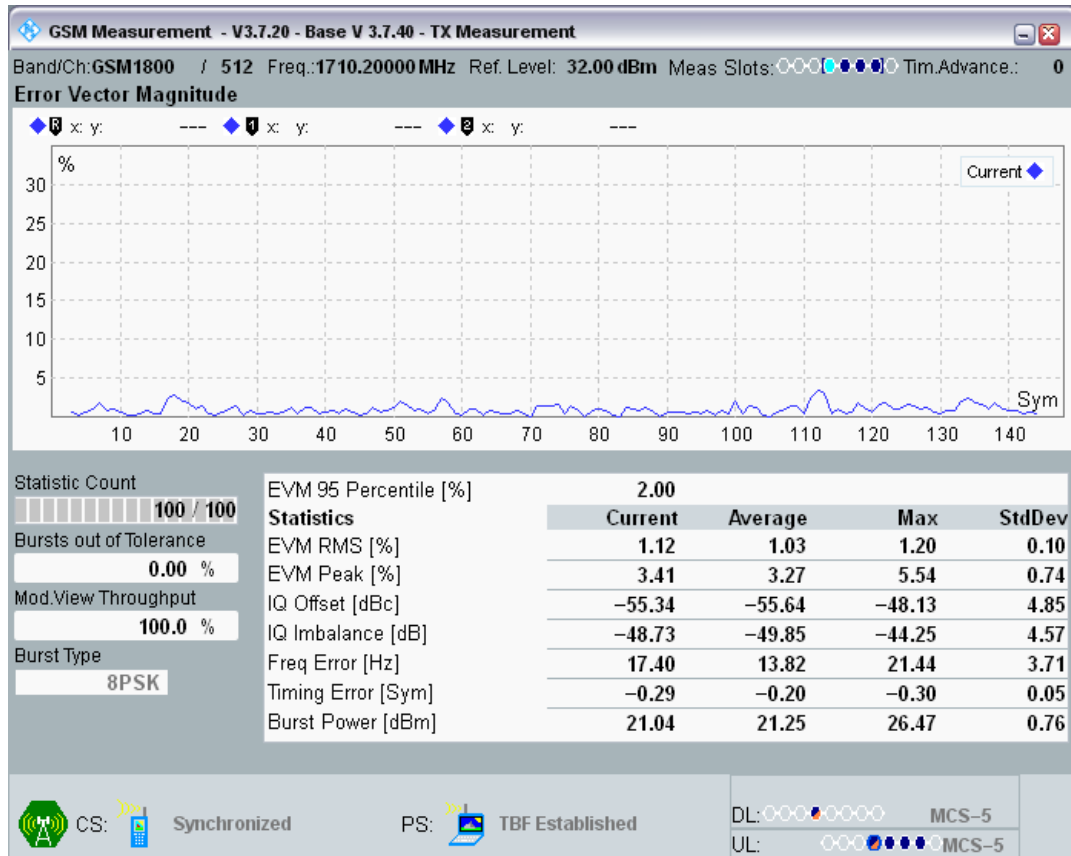 GSM Measurement - V3.7.20 - Base V 3.7.40 - TX Measurement
Band/Ch:GSM1800 / 512 Freq.:1710.20000 MHz Ref. Level: 32.00 dBm Meas Slots: Tim.Advance.: 0
Error Vector Magnitude
R x: y: --- 1 x: y: --- 2 x: y: ---
%
Current
30
25
20
15
10
5
Sym
10 20 30 40 50 60 70 80 90 100 110 120 130 140
Statistic Count
100 / 100
Bursts out of Tolerance
0.00 %
Mod.View Throughput
100.0 %
Burst Type
8PSK
EVM 95 Percentile [%] 2.00
Statistics Current Average Max StdDev
EVM RMS [%] 1.12 1.03 1.20 0.10
EVM Peak [%] 3.41 3.27 5.54 0.74
IQ Offset [dBc] −55.34 −55.64 −48.13 4.85
IQ Imbalance [dB] −48.73 −49.85 −44.25 4.57
Freq Error [Hz] 17.40 13.82 21.44 3.71
Timing Error [Sym] −0.29 −0.20 −0.30 0.05
Burst Power [dBm] 21.04 21.25 26.47 0.76
CS: Synchronized PS: TBF Established
DL: MCS−5
UL: MCS−5